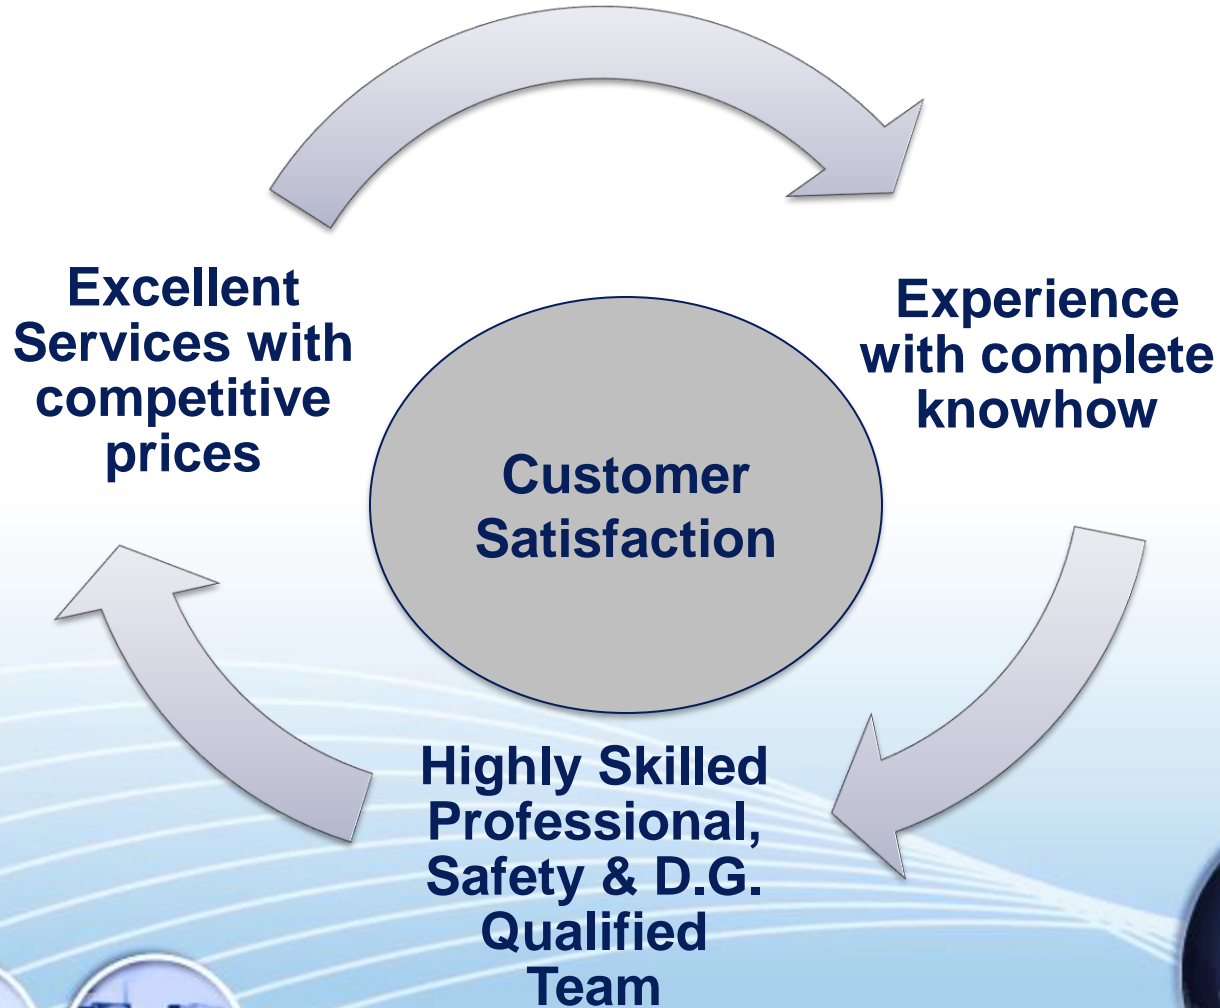 Excellent
Services with
competitive
prices
Experience
with complete
knowhow
Customer
Satisfaction
Highly Skilled
Professional,
Safety & D.G.
Qualified
Team